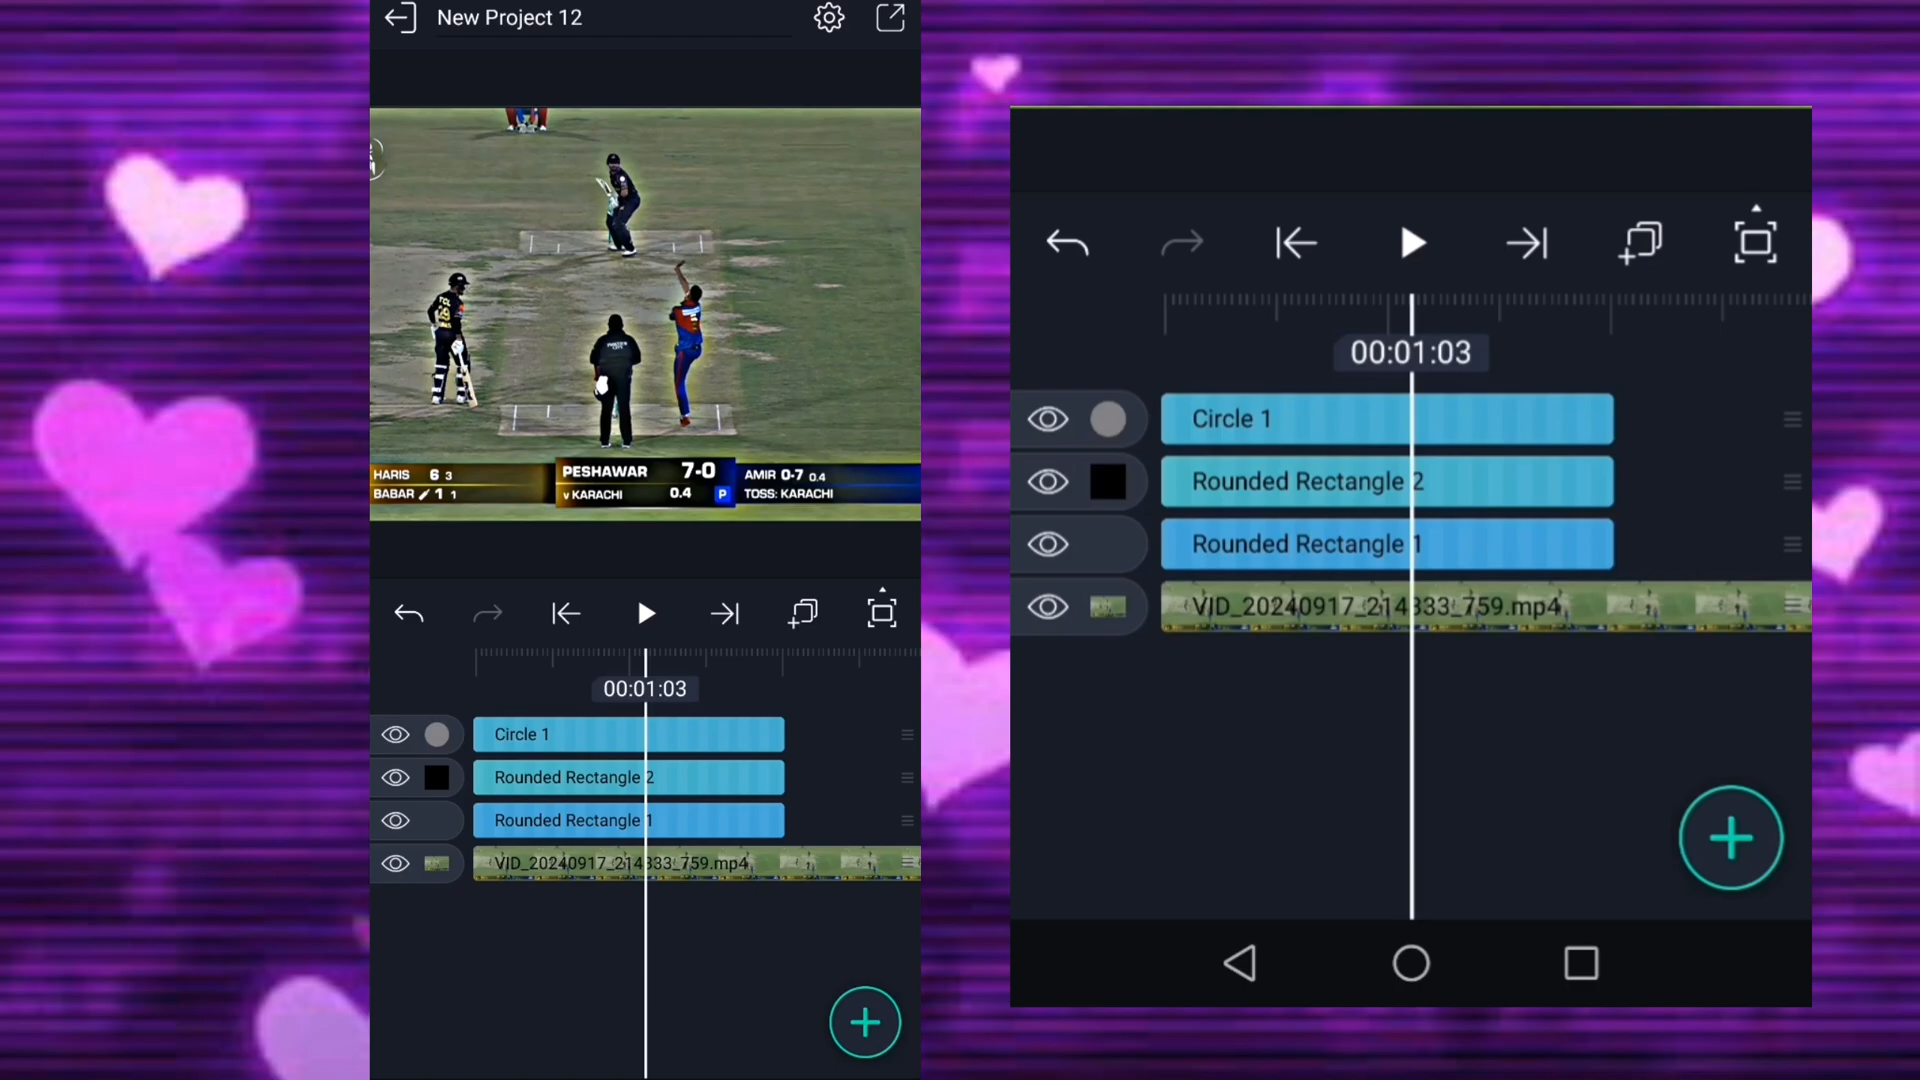 New Project 12
TCL
29
HARIS 6 3
BABAR 1 1
PESHAWAR 7-0
v KARACHI 0.4 P
AMIR 0-7 0.4
TOSS: KARACHI
00:01:03
Circle 1
Rounded Rectangle 2
Rounded Rectangle 1
VID_20240917_214333_759.mp4
00:01:03
Circle 1
Rounded Rectangle 2
Rounded Rectangle 1
VID_20240917_214333_759.mp4